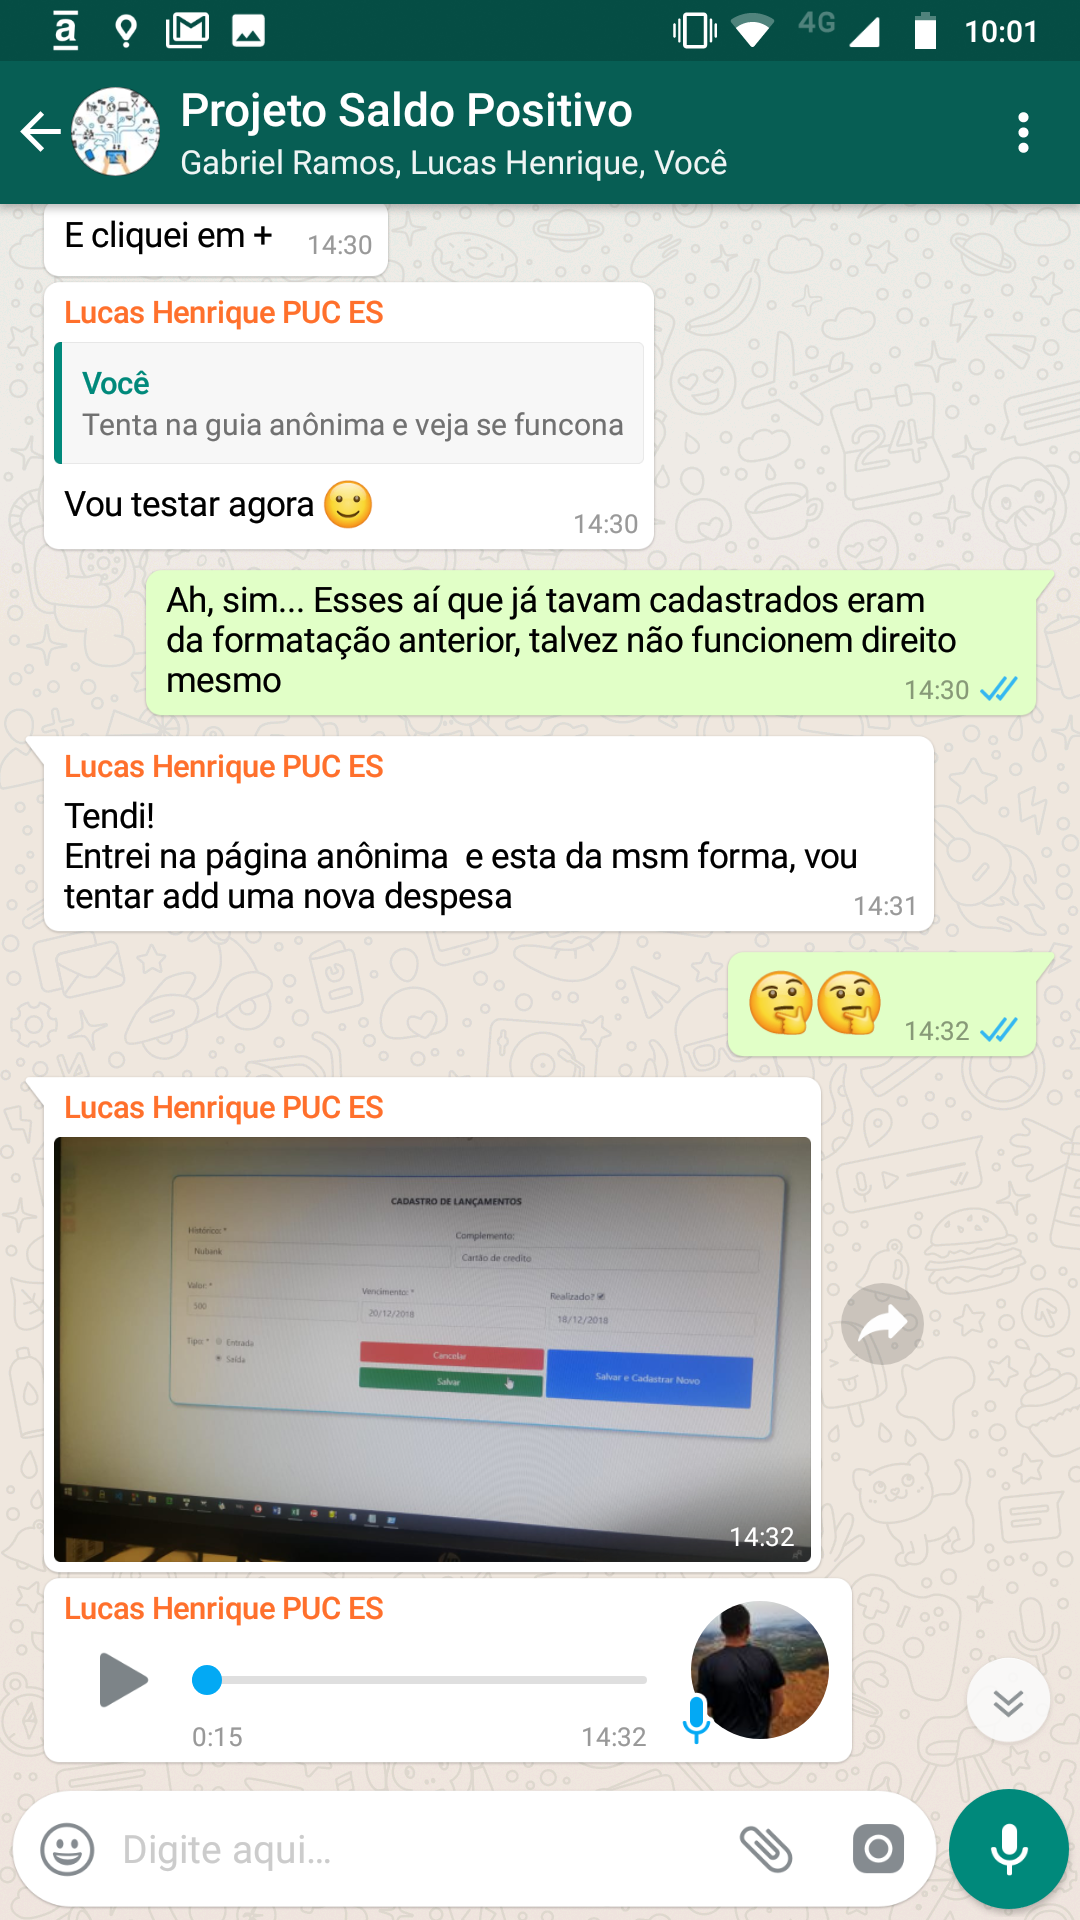 a
4G
10:01
Projeto Saldo Positivo
Gabriel Ramos, Lucas Henrique, Você
E cliquei em + 14:30
Lucas Henrique PUC ES
Você
Tenta na guia anônima e veja se funcona
Vou testar agora 🙂
14:30
Ah, sim... Esses aí que já tavam cadastrados eram
da formatação anterior, talvez não funcionem direito
mesmo
14:30
Lucas Henrique PUC ES
Tendi!
Entrei na página anônima e esta da msm forma, vou
tentar add uma nova despesa
14:31
🤔🤔 14:32
Lucas Henrique PUC ES
CADASTRO DE LANÇAMENTOS
Histórico: *
Complemento:
Nubank
Cartão de credito
Valor: *
Vencimento: *
Realizado?
580
20/12/2018
18/12/2018
Tipo: * Entrada
Saída
Cancelar
Salvar
Salvar e Cadastrar Novo
14:32
Lucas Henrique PUC ES
0:15 14:32
Digite aqui...